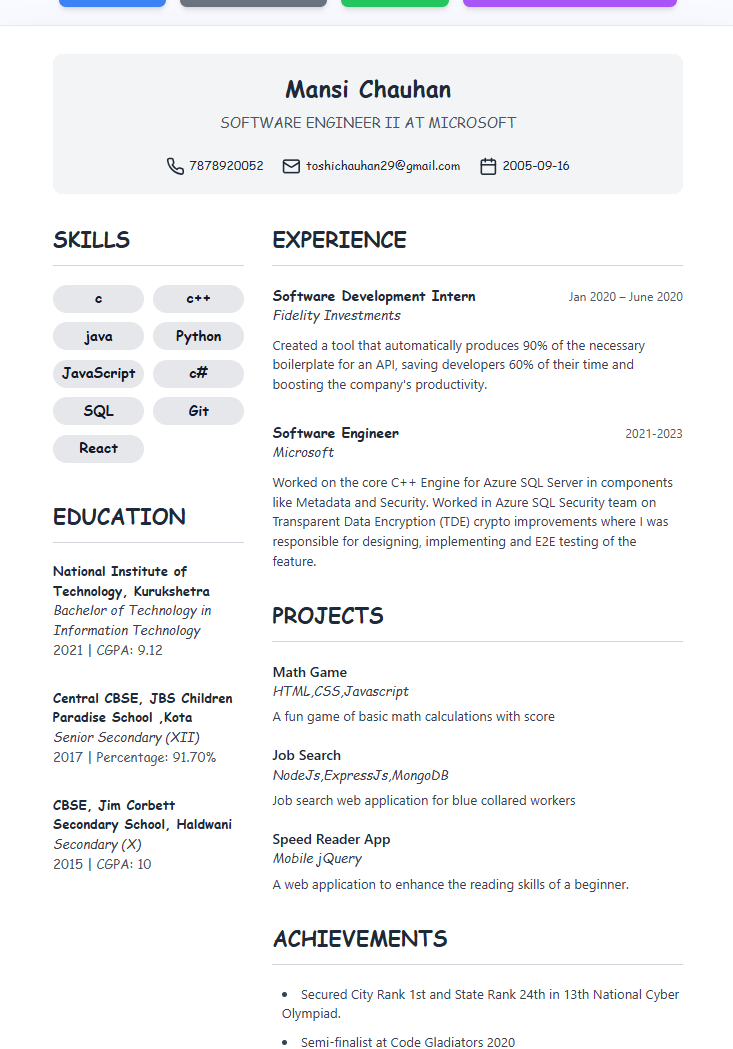 Mansi Chauhan
SOFTWARE ENGINEER II AT MICROSOFT
7878920052 toshichauhan29@gmail.com 2005-09-16
SKILLS
c c++
java Python
JavaScript c#
SQL Git
React
EDUCATION
National Institute of
Technology, Kurukshetra
Bachelor of Technology in
Information Technology
2021 | CGPA: 9.12
Central CBSE, JBS Children
Paradise School ,Kota
Senior Secondary (XII)
2017 | Percentage: 91.70%
CBSE, Jim Corbett
Secondary School, Haldwani
Secondary (X)
2015 | CGPA: 10
EXPERIENCE
Software Development Intern Jan 2020 – June 2020
Fidelity Investments
Created a tool that automatically produces 90% of the necessary
boilerplate for an API, saving developers 60% of their time and
boosting the company's productivity.
Software Engineer 2021-2023
Microsoft
Worked on the core C++ Engine for Azure SQL Server in components
like Metadata and Security. Worked in Azure SQL Security team on
Transparent Data Encryption (TDE) crypto improvements where I was
responsible for designing, implementing and E2E testing of the
feature.
PROJECTS
Math Game
HTML,CSS,Javascript
A fun game of basic math calculations with score
Job Search
NodeJs,ExpressJs,MongoDB
Job search web application for blue collared workers
Speed Reader App
Mobile jQuery
A web application to enhance the reading skills of a beginner.
ACHIEVEMENTS
• Secured City Rank 1st and State Rank 24th in 13th National Cyber
Olympiad.
• Semi-finalist at Code Gladiators 2020